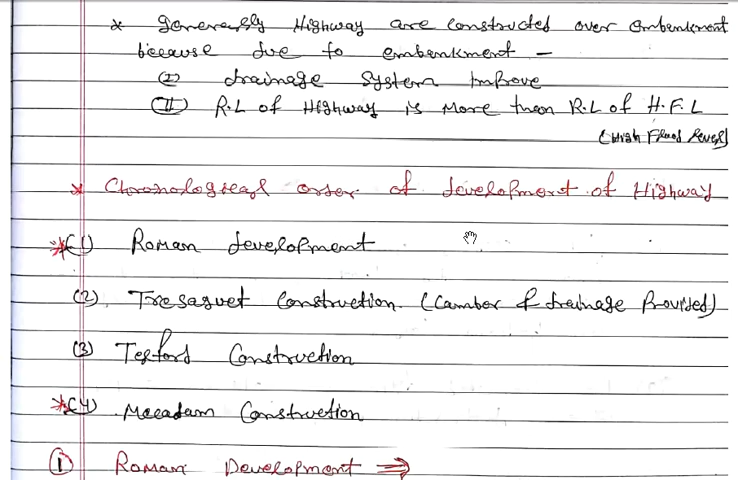 * Generally Highway are constructed over embankment
because due to embankment -
(I) drainage System Improve
(II) R.L of Highway is More than R.L of H.F.L
(High Flood Level)
* Chronological order of development of Highway
*(1) Roman development
(2) Tresaguet Construction (Camber & drainage Provided)
(3) Telford Construction
*(4) Macadam Construction
(1) Roman Development ⇒